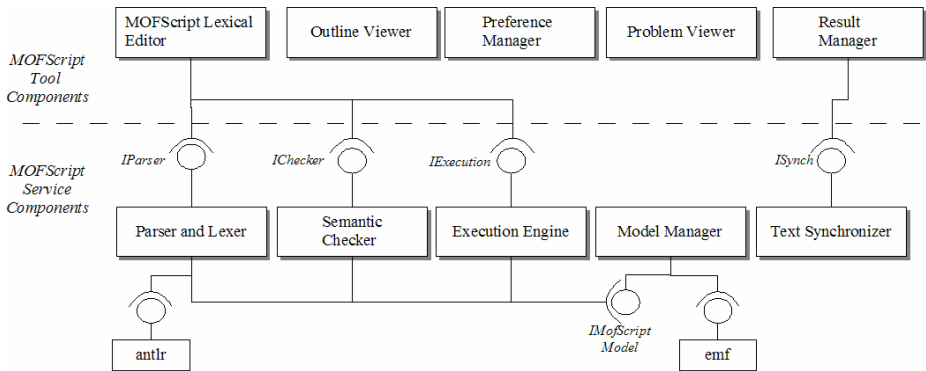 MOFScript Lexical
Editor
Outline Viewer
Preference
Manager
Problem Viewer
Result
Manager
MOFScript
Tool
Components
IParser
IChecker
IExecution
ISynch
MOFScript
Service
Components
Parser and Lexer
Semantic
Checker
Execution Engine
Model Manager
Text Synchronizer
IMofScript
Model
antlr
emf